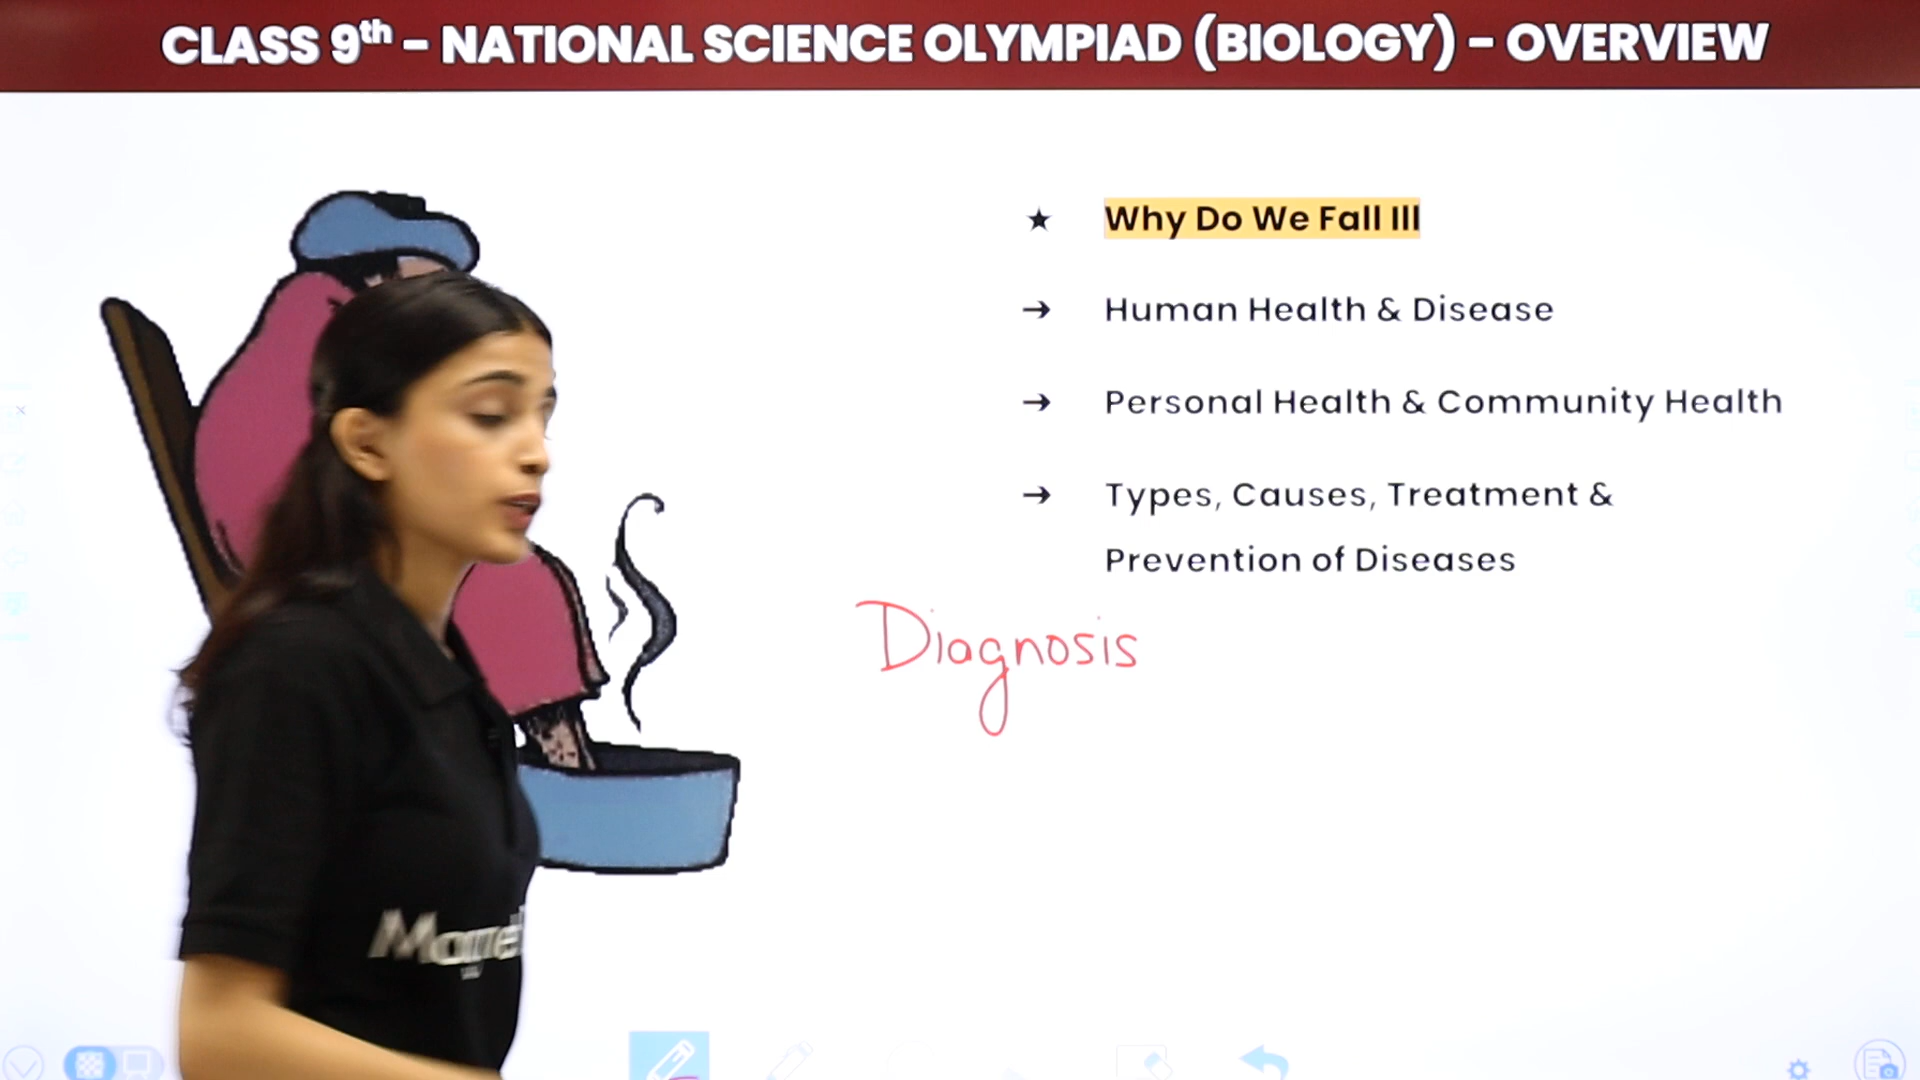 CLASS 9th - NATIONAL SCIENCE OLYMPIAD (BIOLOGY) - OVERVIEW
★ Why Do We Fall Ill
→ Human Health & Disease
→ Personal Health & Community Health
→ Types, Causes, Treatment &
Prevention of Diseases
Diagnosis